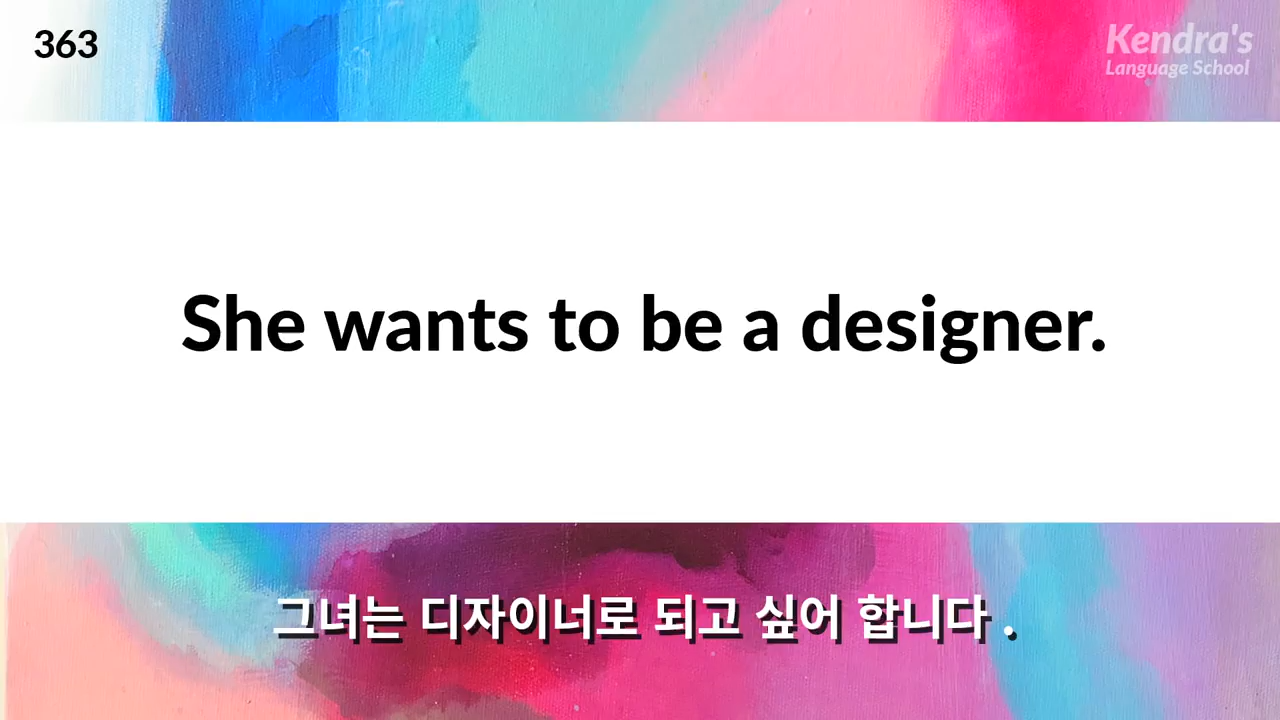 363
Kendra's
Language School
She wants to be a designer.
그녀는 디자이너로 되고 싶어 합니다 .